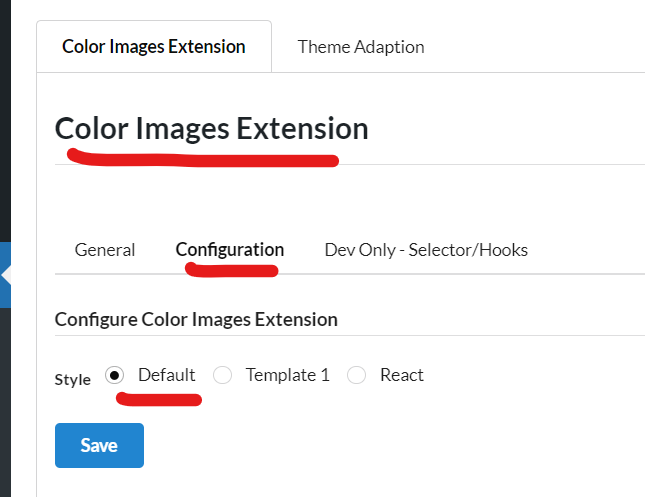 Color Images Extension Theme Adaption
Color Images Extension
General Configuration Dev Only - Selector/Hooks
Configure Color Images Extension
Style Default Template 1 React
Save